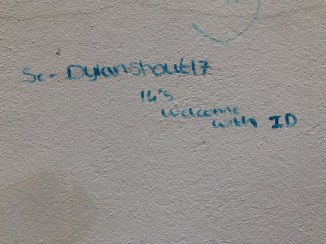 Sc - Dylanshout17
16's
welcome
with ID